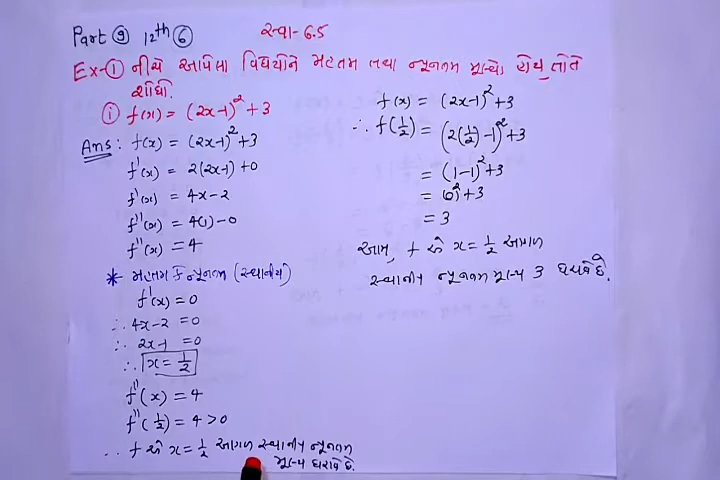 Part ⑨ 12th ⑥ સ્વા-6.5
Ex-① નીચે આપેલા વિધેયોને મહત્તમ તથા ન્યૂનતમ મૂલ્યો હોય, તો તે
શોધો.
① f(x) = (2x-1)² + 3
Ans: f(x) = (2x-1)² + 3
f'(x) = 2(2x-1) + 0
f'(x) = 4x - 2
f''(x) = 4(1) - 0
f''(x) = 4
* મહત્તમ કે ન્યૂનતમ (સ્થાનીય)
f'(x) = 0
∴ 4x - 2 = 0
∴ 2x-1 = 0
∴ x = 1/2
f''(x) = 4
f''(1/2) = 4 > 0
∴ f એ x = 1/2 આગળ સ્થાનીય ન્યૂનતમ
મૂલ્ય ધરાવે છે.
f(x) = (2x-1)² + 3
∴ f(1/2) = (2(1/2) - 1)² + 3
= (1-1)² + 3
= (0)² + 3
= 3
આમ, f એ x = 1/2 આગળ
સ્થાનીય ન્યૂનતમ મૂલ્ય 3 ધરાવે છે.